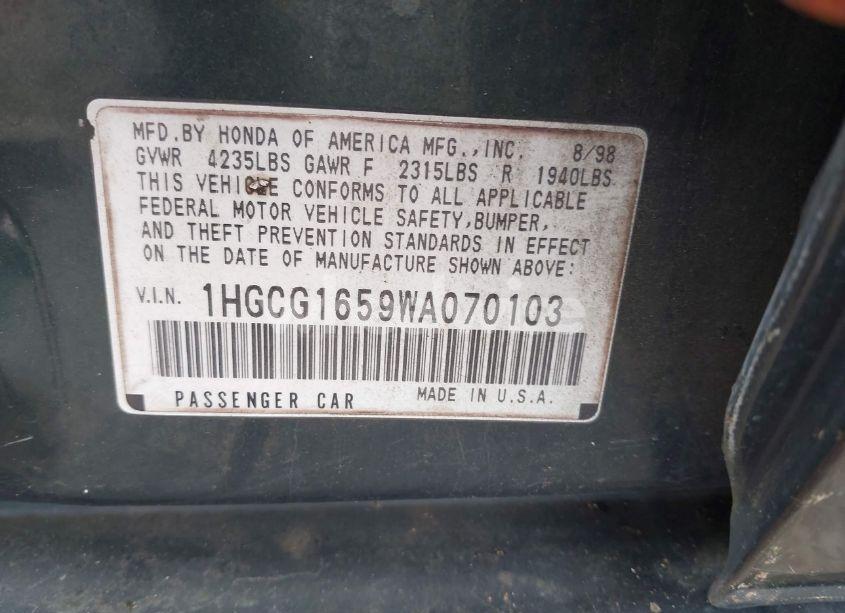 MFD.BY HONDA OF AMERICA MFG.,INC. 8/98
GVWR 4235LBS GAWR F 2315LBS R 1940LBS
THIS VEHICLE CONFORMS TO ALL APPLICABLE
FEDERAL MOTOR VEHICLE SAFETY,BUMPER,
AND THEFT PREVENTION STANDARDS IN EFFECT
ON THE DATE OF MANUFACTURE SHOWN ABOVE:
V.I.N. 1HGCG1659WA070103
PASSENGER CAR MADE IN U.S.A.